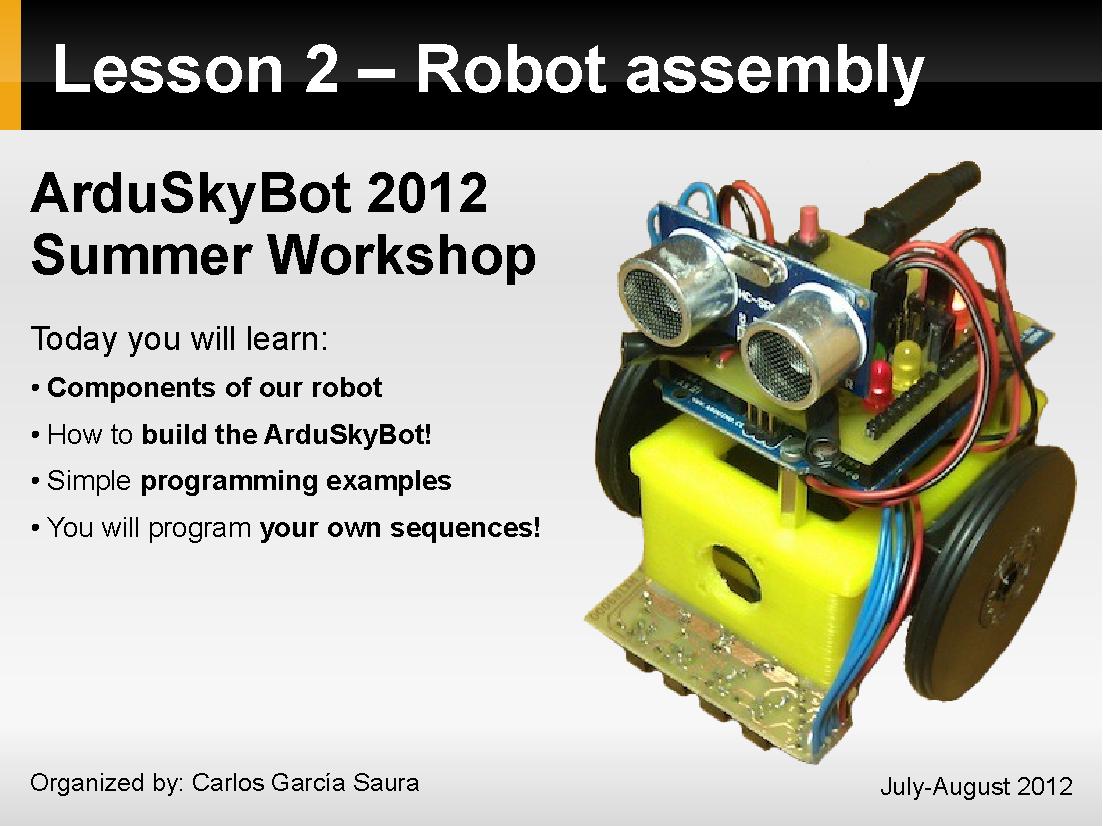 Lesson 2 – Robot assembly
ArduSkyBot 2012
Summer Workshop
Today you will learn:
• Components of our robot
• How to build the ArduSkyBot!
• Simple programming examples
• You will program your own sequences!
Organized by: Carlos García Saura
July-August 2012